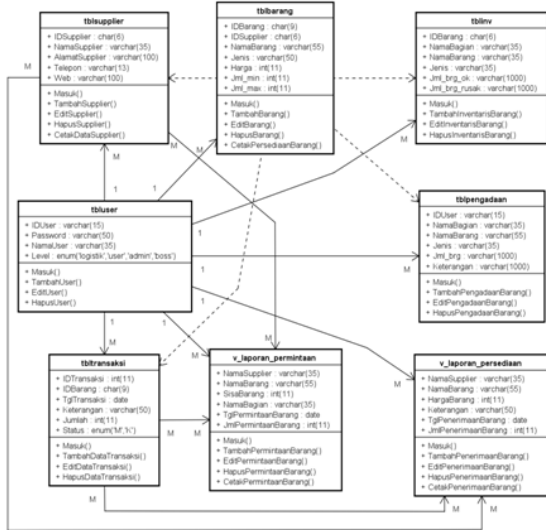 tblsupplier
+ IDSupplier : char(6)
+ NamaSupplier : varchar(35)
+ AlamatSupplier : varchar(100)
+ Telepon : varchar(13)
+ Web : varchar(100)
+ Masuk()
+ TambahSupplier()
+ EditSupplier()
+ HapusSupplier()
+ CetakDataSupplier()
tblbarang
+ IDBarang : char(9)
+ IDSupplier : char(6)
+ NamaBarang : varchar(55)
+ Jenis : varchar(50)
+ Harga : int(11)
+ Jml_min : int(11)
+ Jml_max : int(11)
+ Masuk()
+ TambahBarang()
+ EditBarang()
+ HapusBarang()
+ CetakPersediaanBarang()
tblinv
+ IDBarang : char(6)
+ NamaBagian : varchar(35)
+ NamaBarang : varchar(35)
+ Jenis : varchar(35)
+ Jml_brg_ok : varchar(1000)
+ Jml_brg_rusak : varchar(1000)
+ Masuk()
+ TambahInventarisBarang()
+ EditInventarisBarang()
+ HapusInventarisBarang()
M
M
M
M
M
1
1
tbluser
+ IDUser : varchar(15)
+ Password : varchar(50)
+ NamaUser : varchar(35)
+ Level : enum('logistik','user','admin','boss')
+ Masuk()
+ TambahUser()
+ EditUser()
+ HapusUser()
1
1
1
1
1
M
tblpengadaan
+ IDUser : varchar(15)
+ NamaBagian : varchar(35)
+ NamaBarang : varchar(55)
+ Jenis : varchar(35)
+ Jml_brg : varchar(1000)
+ Keterangan : varchar(1000)
+ Masuk()
+ TambahPengadaanBarang()
+ EditPengadaanBarang()
+ HapusPengadaanBarang()
M
M
M
M
tbltransaksi
+ IDTransaksi : int(11)
+ IDBarang : char(9)
+ TglTransaksi : date
+ Keterangan : varchar(50)
+ Jumlah : int(11)
+ Status : enum('M','K')
+ Masuk()
+ TambahDataTransaksi()
+ EditDataTransaksi()
+ HapusDataTransaksi()
M
M
v_laporan_permintaan
+ NamaSupplier : varchar(35)
+ NamaBarang : varchar(55)
+ SisaBarang : int(11)
+ NamaBagian : varchar(35)
+ TglPermintaanBarang : date
+ JmlPermintaanBarang : int(11)
+ Masuk()
+ TambahPermintaanBarang()
+ EditPermintaanBarang()
+ HapusPermintaanBarang()
+ CetakPermintaanBarang()
v_laporan_persediaan
+ NamaSupplier : varchar(35)
+ NamaBarang : varchar(55)
+ HargaBarang : int(11)
+ Keterangan : varchar(50)
+ TglPenerimaanBarang : date
+ JmlPenerimaanBarang : int(11)
+ Masuk()
+ TambahPenerimaanBarang()
+ EditPenerimaanBarang()
+ HapusPenerimaanBarang()
+ CetakPenerimaanBarang()
M
M
M